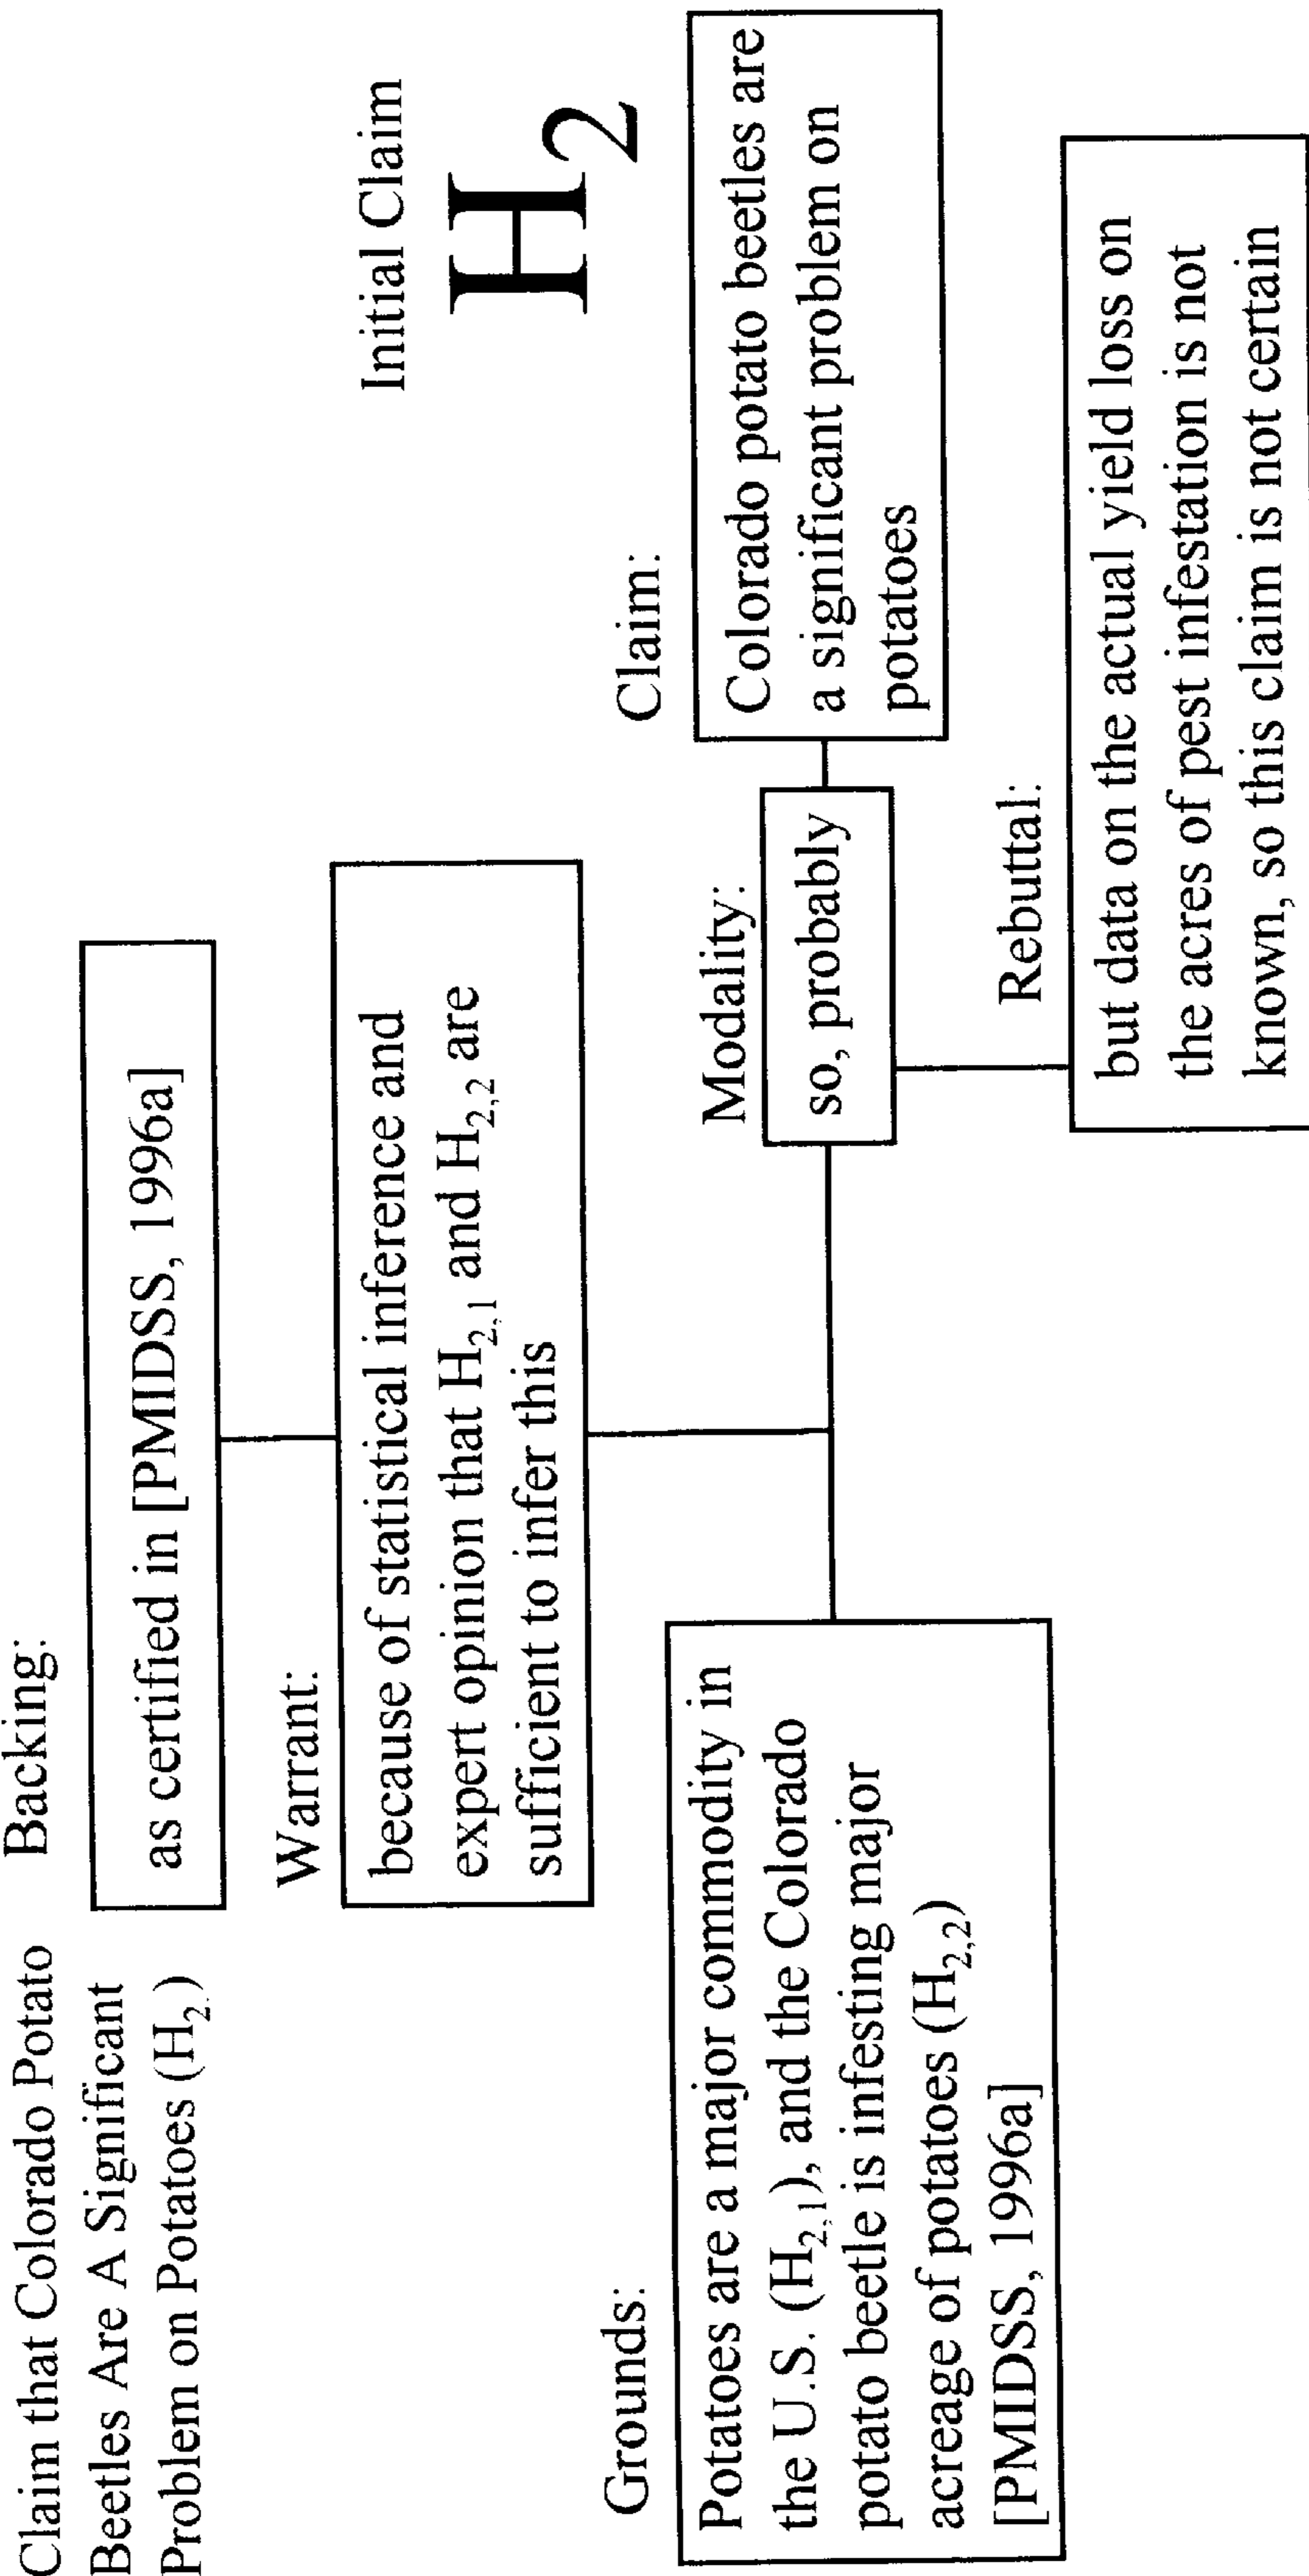 Claim that Colorado Potato
Beetles Are A Significant
Problem on Potatoes (H₂.)
Backing:
as certified in [PMIDSS, 1996a]
Warrant:
because of statistical inference and
expert opinion that H₂,₁ and H₂,₂ are
sufficient to infer this
Initial Claim
H₂
Grounds:
Potatoes are a major commodity in
the U.S. (H₂,₁), and the Colorado
potato beetle is infesting major
acreage of potatoes (H₂,₂)
[PMIDSS, 1996a]
Modality:
so, probably
Claim:
Colorado potato beetles are
a significant problem on
potatoes
Rebuttal:
but data on the actual yield loss on
the acres of pest infestation is not
known, so this claim is not certain